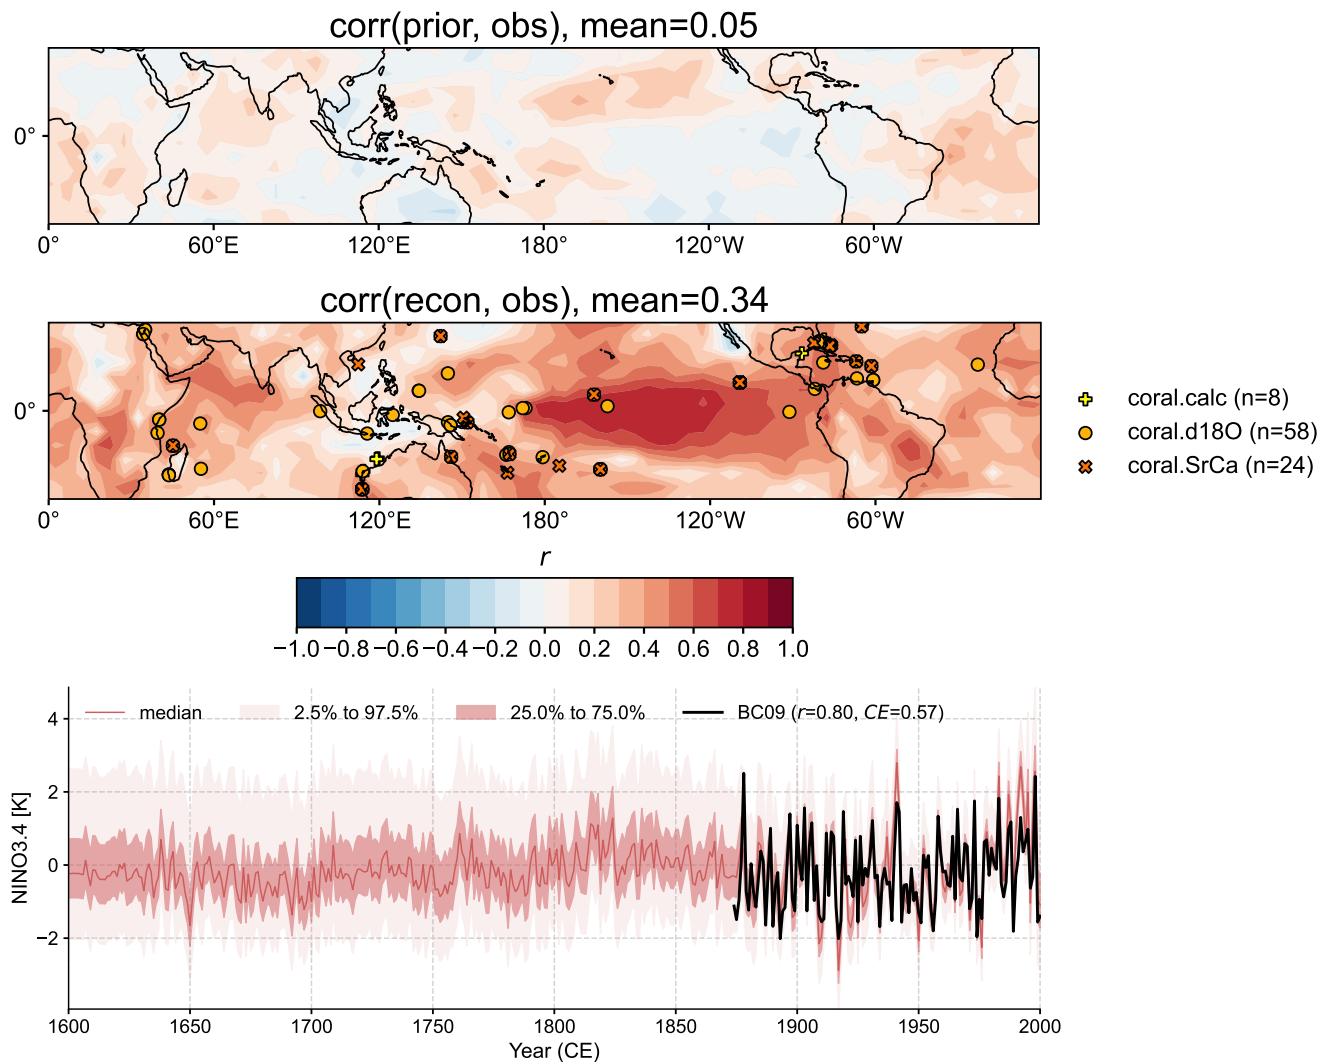 corr(prior, obs), mean=0.05
0°
0° 60°E 120°E 180° 120°W 60°W
corr(recon, obs), mean=0.34
0°
0° 60°E 120°E 180° 120°W 60°W
coral.calc (n=8)
coral.d18O (n=58)
coral.SrCa (n=24)
r
−1.0 −0.8 −0.6 −0.4 −0.2 0.0 0.2 0.4 0.6 0.8 1.0
median 2.5% to 97.5% 25.0% to 75.0% BC09 (r=0.80, CE=0.57)
4
2
0
−2
NINO3.4 [K]
1600 1650 1700 1750 1800 1850 1900 1950 2000
Year (CE)